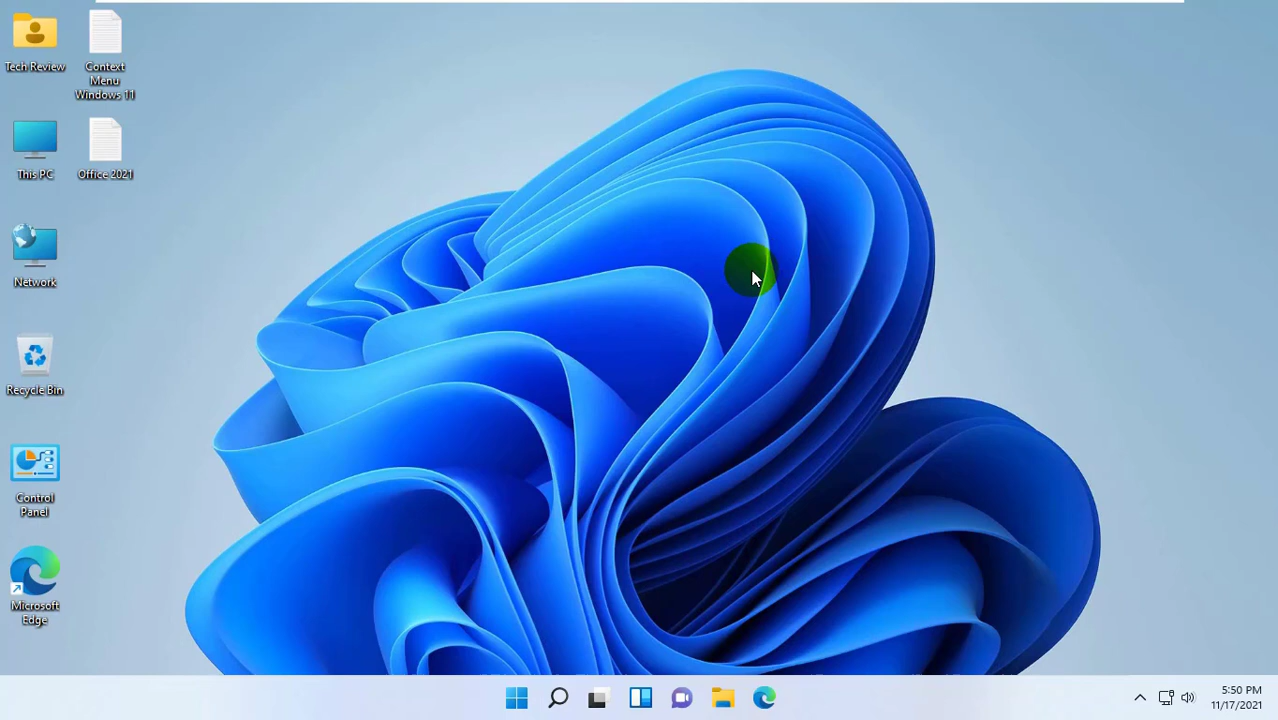 Tech Review
Context
Menu
Windows 11
This PC
Office 2021
Network
Recycle Bin
Control
Panel
Microsoft
Edge
5:50 PM
11/17/2021